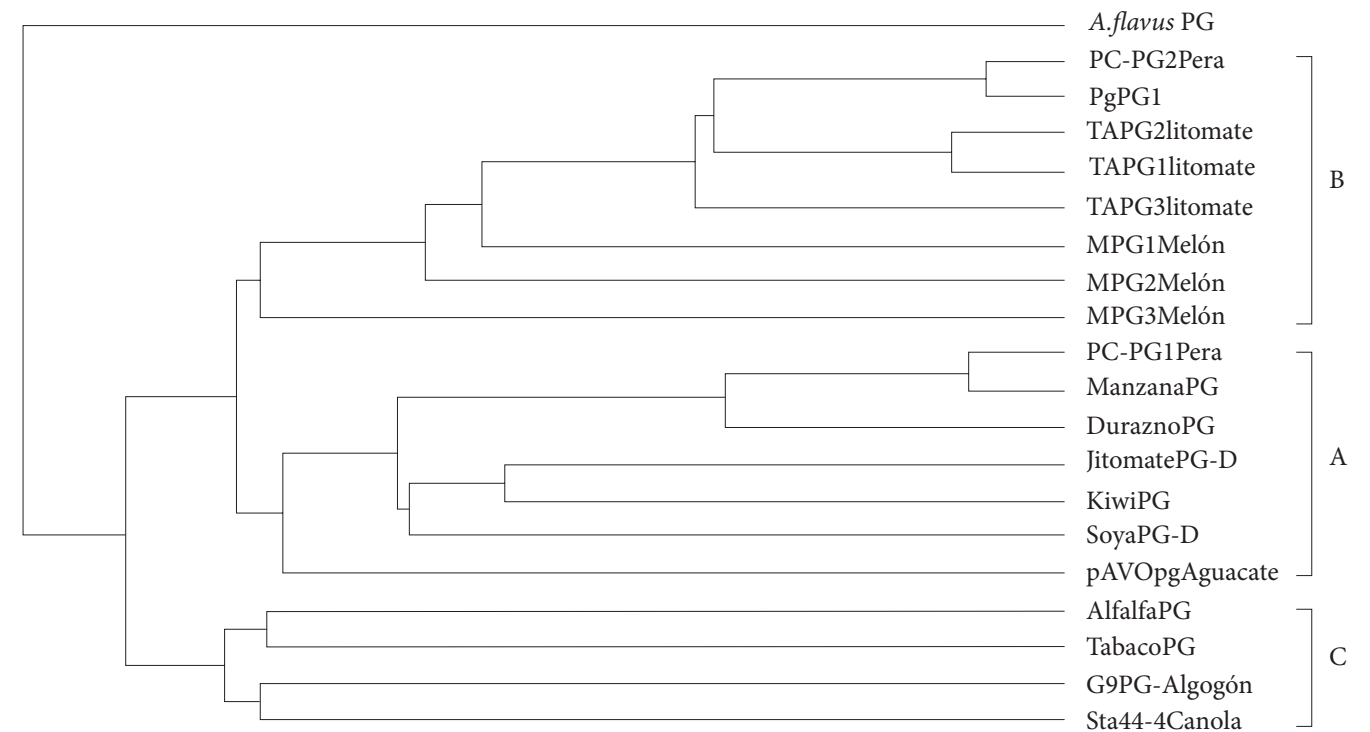 A.flavus PG
PC-PG2Pera
PgPG1
TAPG2litomate
TAPG1litomate
TAPG3litomate
MPG1Melón
MPG2Melón
MPG3Melón
B
PC-PG1Pera
ManzanaPG
DuraznoPG
JitomatePG-D
KiwiPG
SoyaPG-D
pAVOpgAguacate
A
AlfalfaPG
TabacoPG
G9PG-Algogón
Sta44-4Canola
C